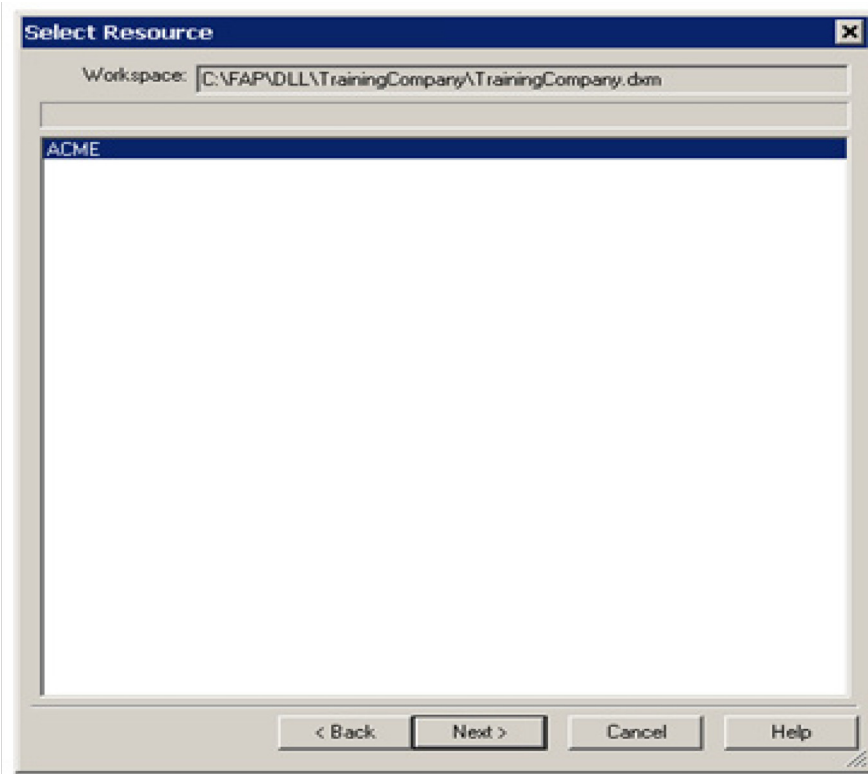 Select Resource
Workspace: C:\FAP\DLL\TrainingCompany\TrainingCompany.dxm
ACME
< Back Next > Cancel Help